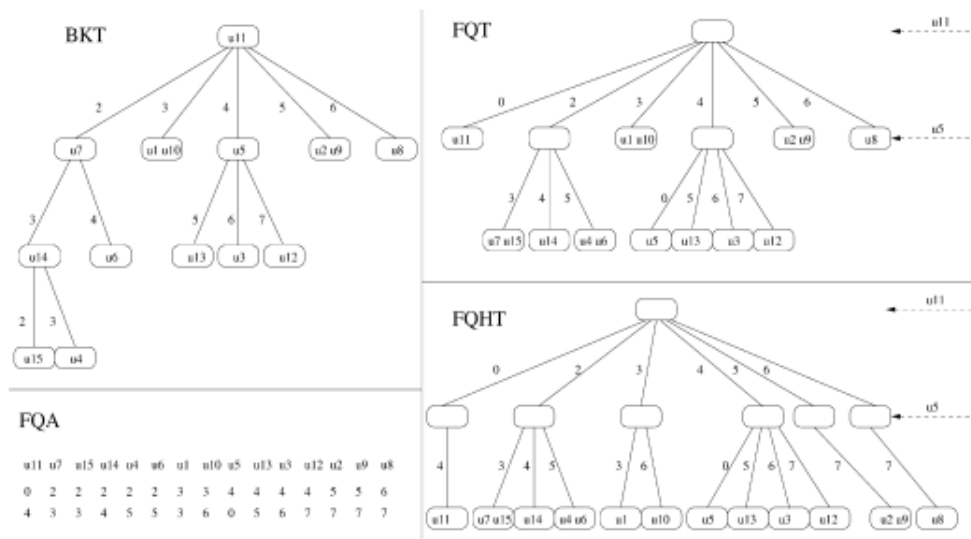 BKT
u11
2 3 4 5 6
u7 u1 u10 u5 u2 u9 u8
3 4 5 6 7
u14 u6 u13 u3 u12
2 3
u15 u4
FQT
u11
0 2 3 4 5 6
u11 u1 u10 u2 u9 u8
u5
3 4 5 0 5 6 7
u7 u15 u14 u4 u6 u5 u13 u3 u12
FQA
u11 u7 u15 u14 u4 u6 u1 u10 u5 u13 u3 u12 u2 u9 u8
0 2 2 2 2 2 3 3 4 4 4 4 5 5 6
4 3 3 4 5 5 3 6 0 5 6 7 7 7 7
FQHT
u11
0 2 3 4 5 6
u5
4 3 4 5 3 6 0 5 6 7 7 7
u11 u7 u15 u14 u4 u6 u1 u10 u5 u13 u3 u12 u2 u9 u8